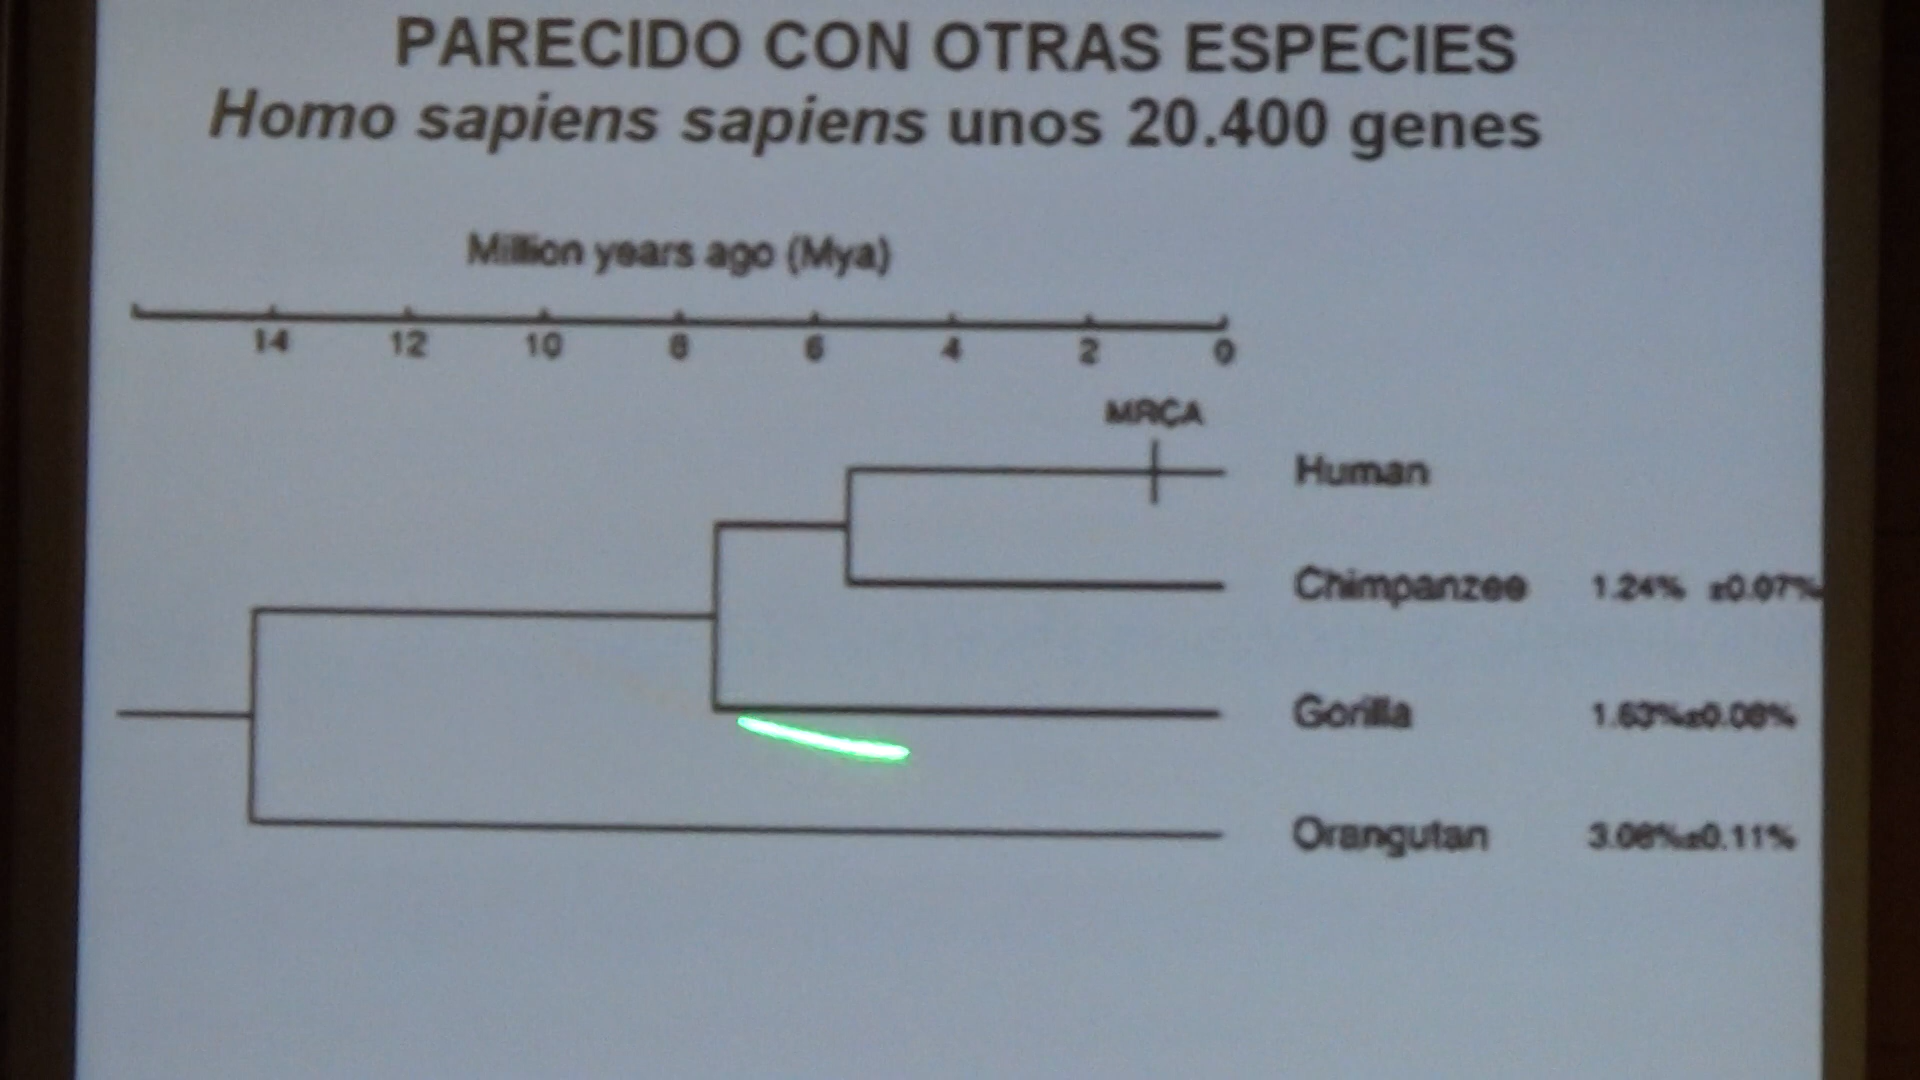 PARECIDO CON OTRAS ESPECIES
Homo sapiens sapiens unos 20.400 genes
Million years ago (Mya)
14 12 10 8 6 4 2 0
MRCA
Human
Chimpanzee 1.24% ±0.07%
Gorilla 1.63%±0.08%
Orangutan 3.08%±0.11%